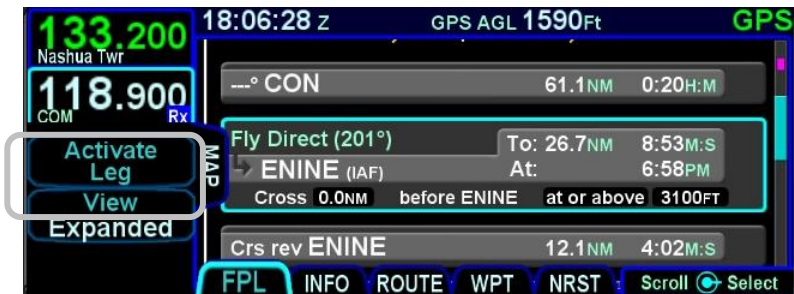 133.200
Nashua Twr
118.900
COM Rx
Activate
Leg
View
Expanded
MAP
18:06:28 Z GPS AGL 1590Ft GPS
---° CON 61.1NM 0:20H:M
Fly Direct (201°) To: 26.7NM 8:53M:S
ENINE (IAF) At: 6:58PM
Cross 0.0NM before ENINE at or above 3100FT
Crs rev ENINE 12.1NM 4:02M:S
FPL INFO ROUTE WPT NRST Scroll Select